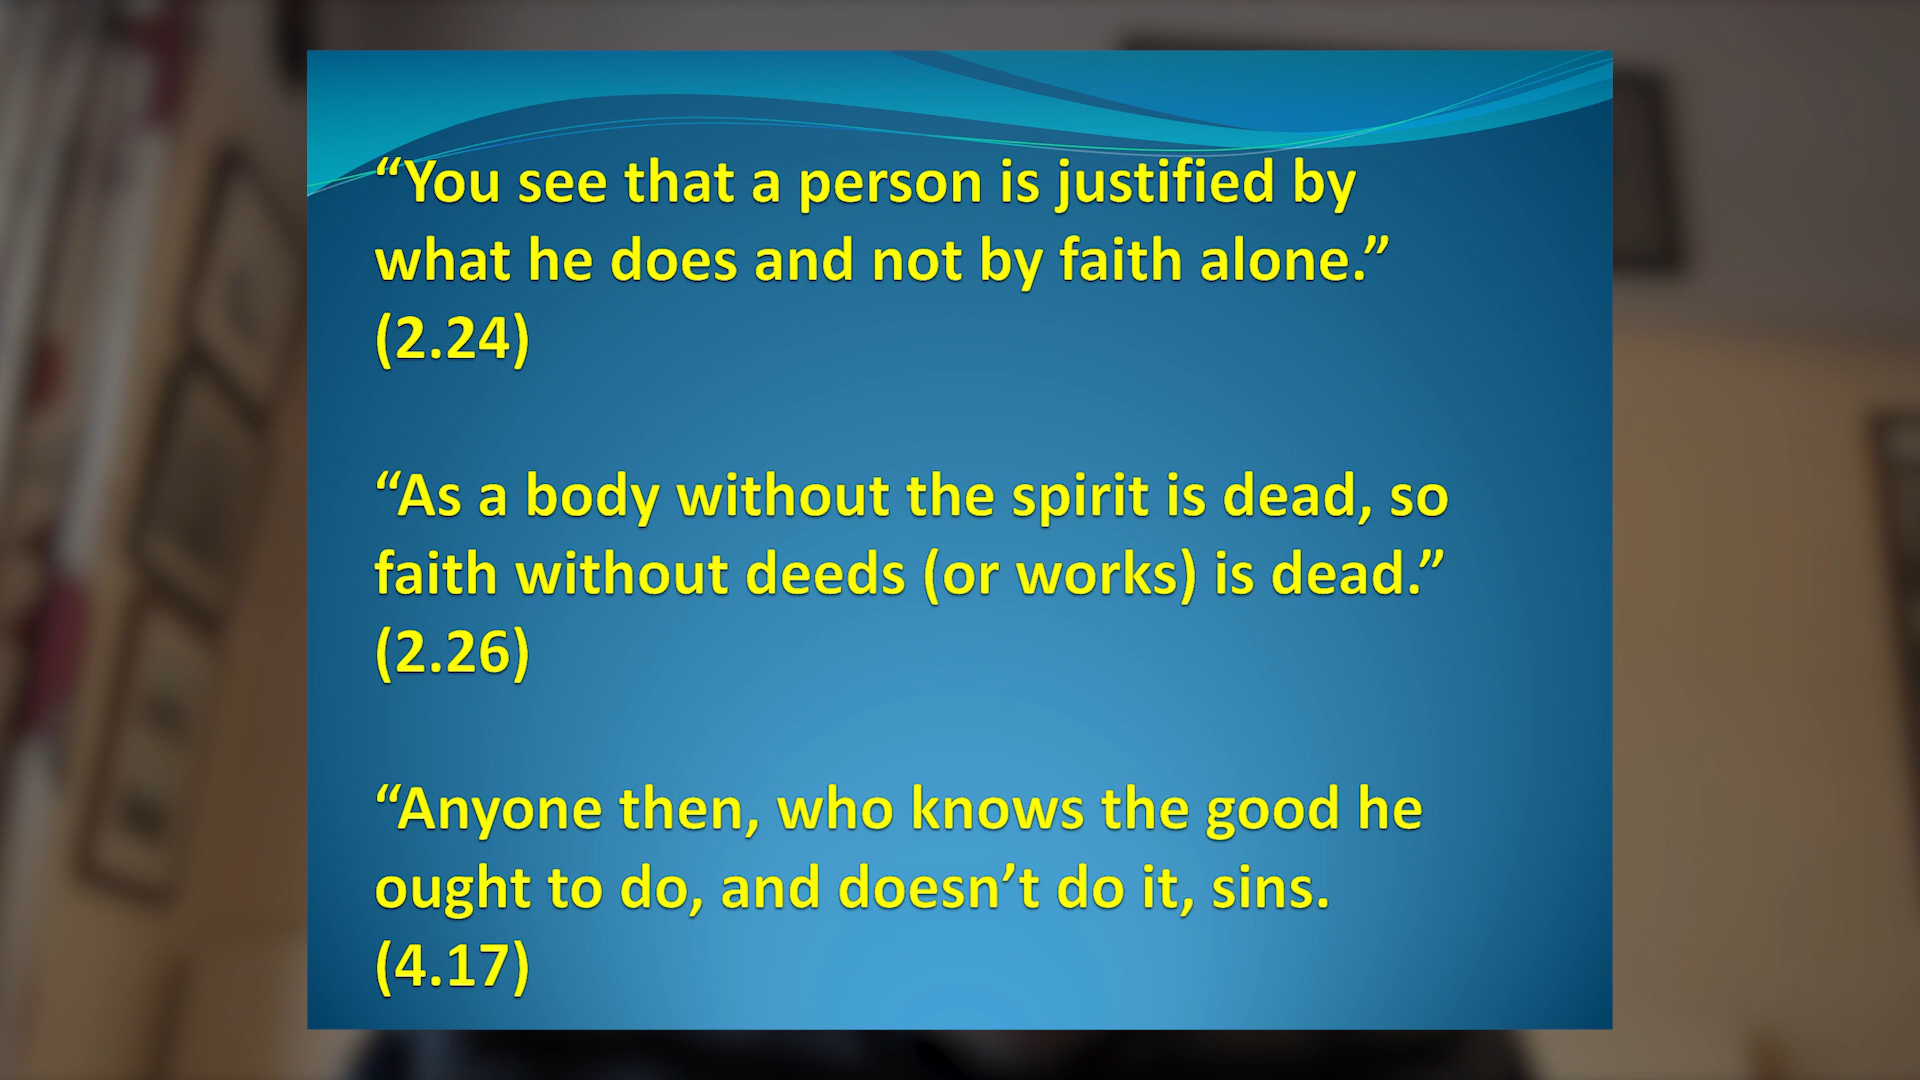 “You see that a person is justified by
what he does and not by faith alone.”
(2.24)
“As a body without the spirit is dead, so
faith without deeds (or works) is dead.”
(2.26)
“Anyone then, who knows the good he
ought to do, and doesn’t do it, sins.
(4.17)